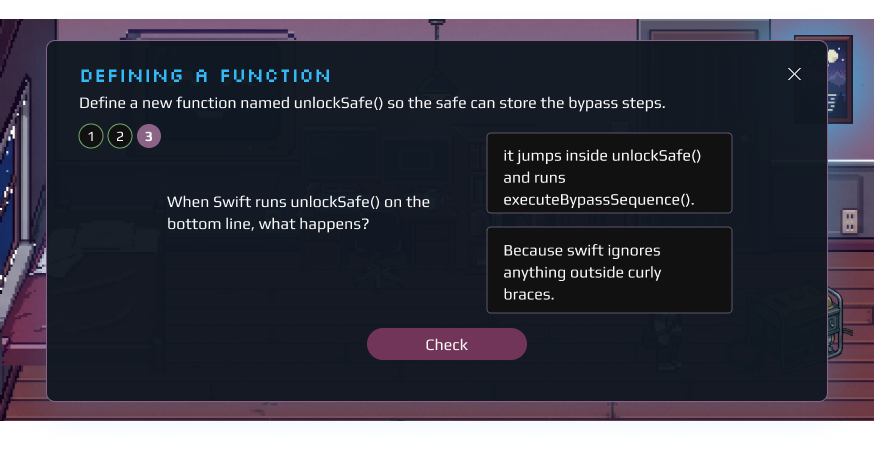 DEFINING A FUNCTION
Define a new function named unlockSafe() so the safe can store the bypass steps.
1 2 3
When Swift runs unlockSafe() on the
bottom line, what happens?
it jumps inside unlockSafe()
and runs
executeBypassSequence().
Because swift ignores
anything outside curly
braces.
Check